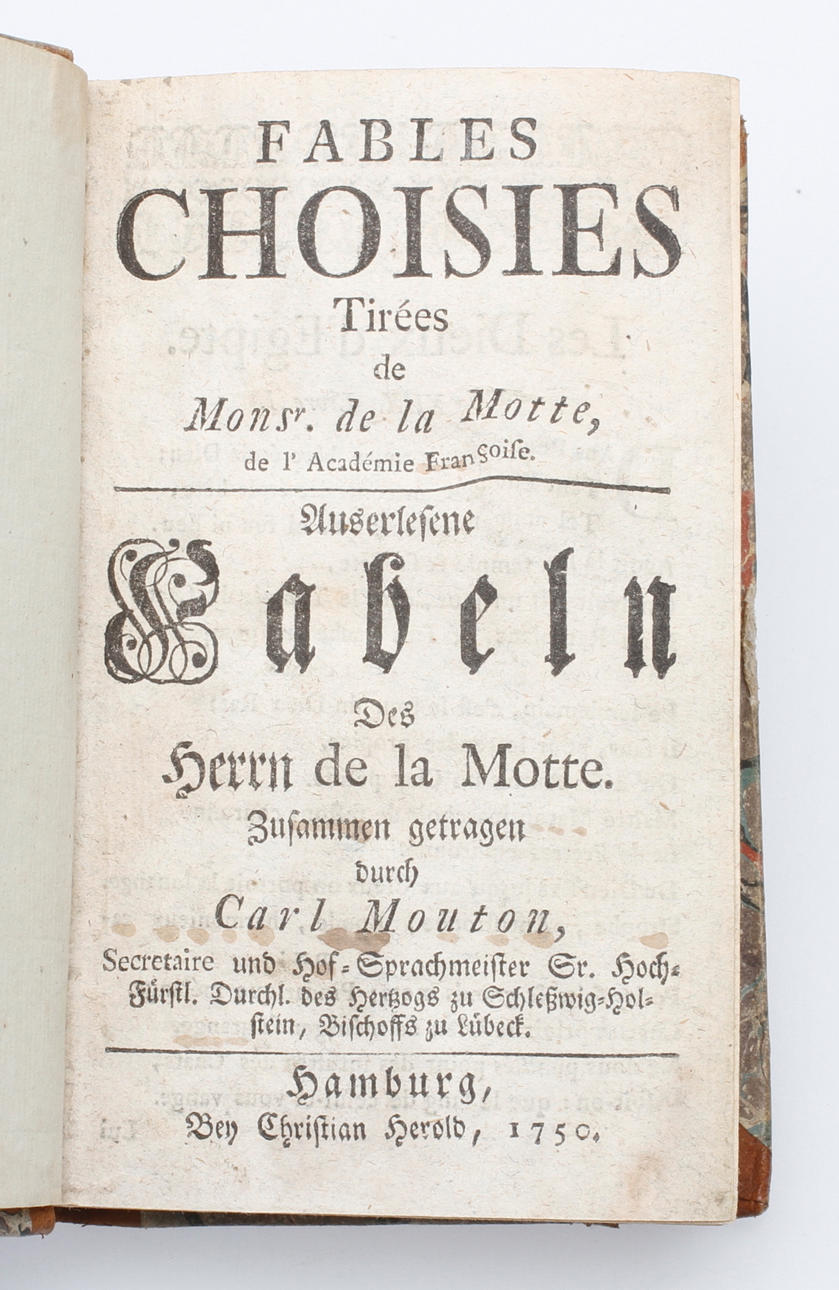 FABLES
CHOISIES
Tirées
de
Monsr. de la Motte,
de l' Académie Françoiſe.
Auserleſene
Fabeln
Des
Herrn de la Motte.
Zuſammen getragen
durch
Carl Mouton,
Secretaire und Hof-Sprachmeiſter Sr. Hoch-
Fürſtl. Durchl. des Hertzogs zu Schleßwig-Hol-
ſtein, Biſchoffs zu Lübeck.
Hamburg,
Bey Chriſtian Herold, 1750.